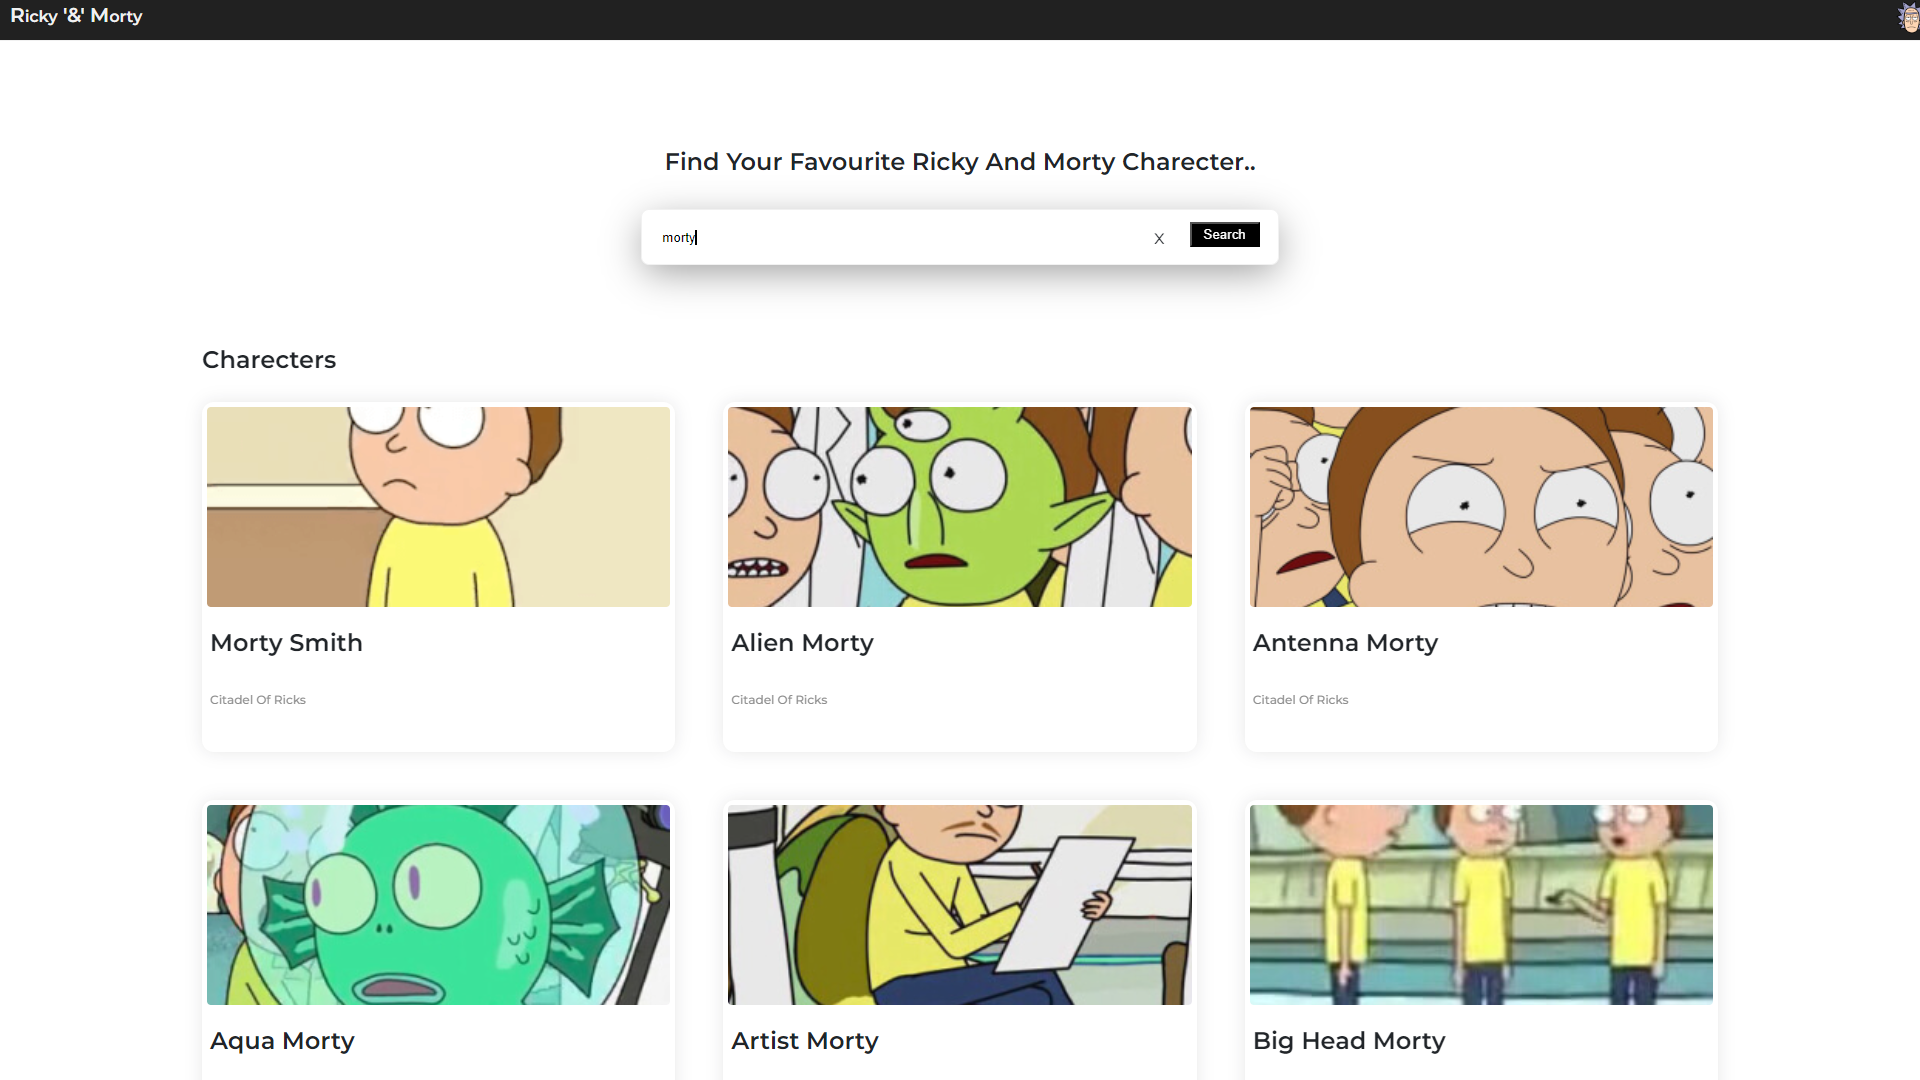 Ricky '&' Morty
Find Your Favourite Ricky And Morty Charecter..
morty X Search
Charecters
Morty Smith
Citadel Of Ricks
Alien Morty
Citadel Of Ricks
Antenna Morty
Citadel Of Ricks
Aqua Morty
Artist Morty
Big Head Morty